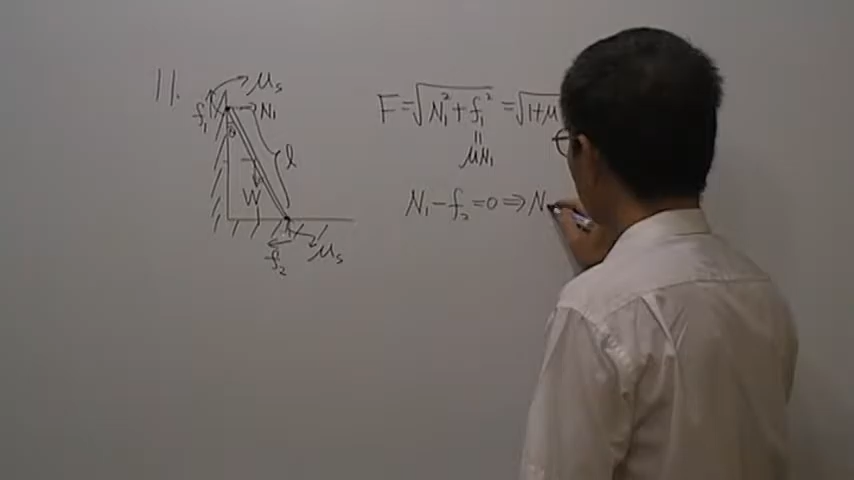 11.
μs
f₁
N₁
θ
l
W
f₂
μs
F = √(N₁² + f₁²) = √(1+μ
μN₁
N₁ − f₂ = 0 ⇒ N